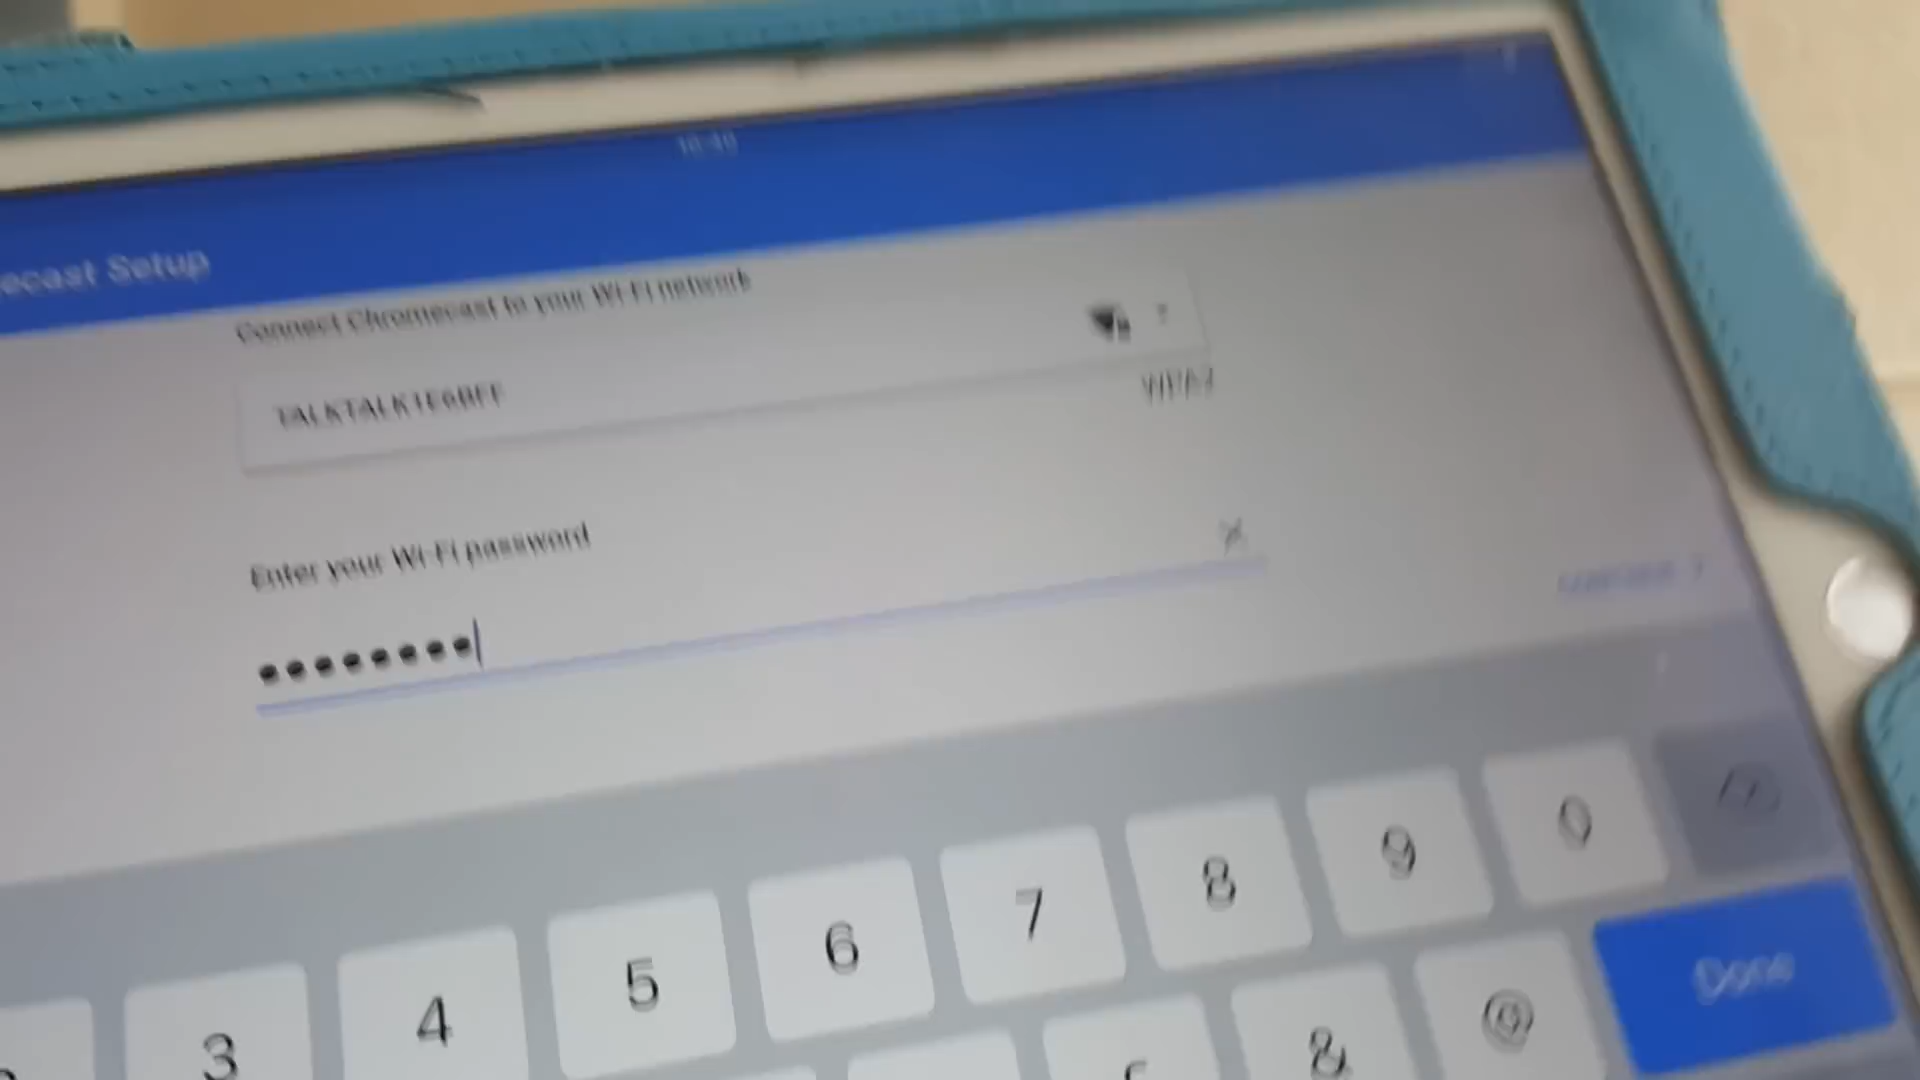 ecast Setup
Connect Chromecast to your Wi-Fi network
TALKTALK1E6BFF
WPA2
Enter your Wi-Fi password
3 4 5 6 7 8 9 0
& @
Done